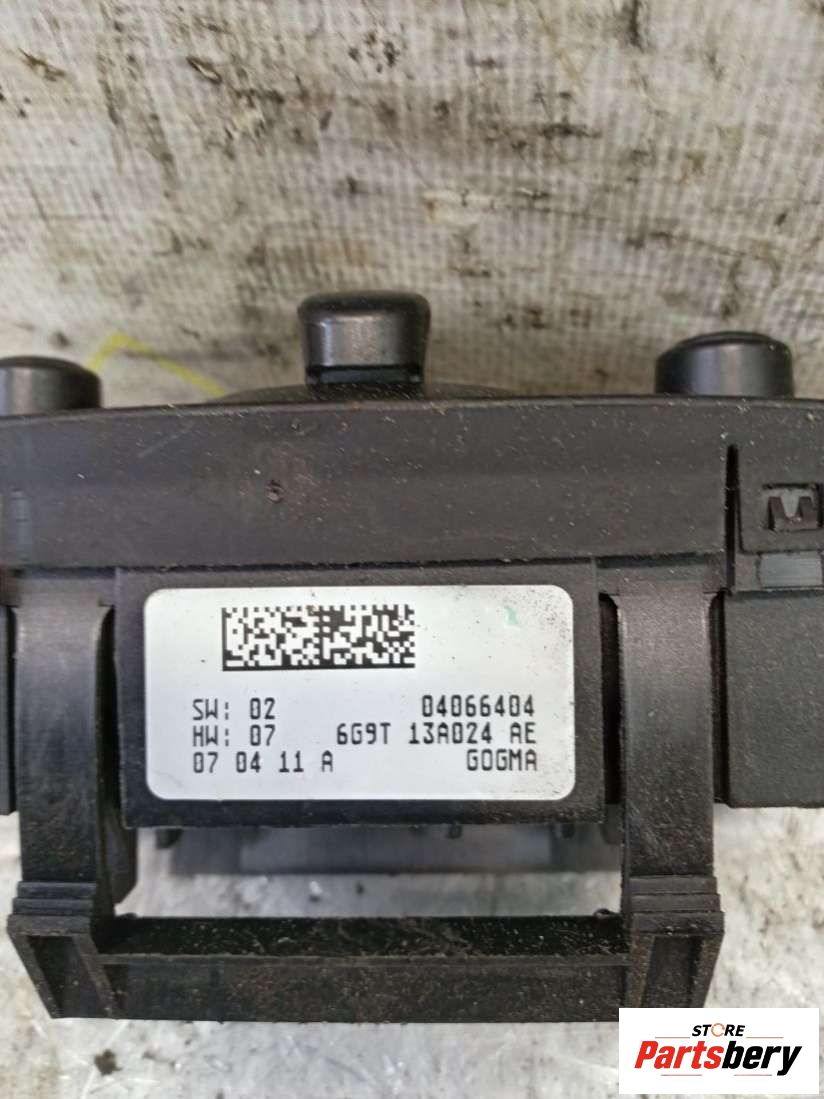 SW: 02 04066404
HW: 07 6G9T 13A024 AE
07 04 11 A GOGMA
STORE
Partsbery